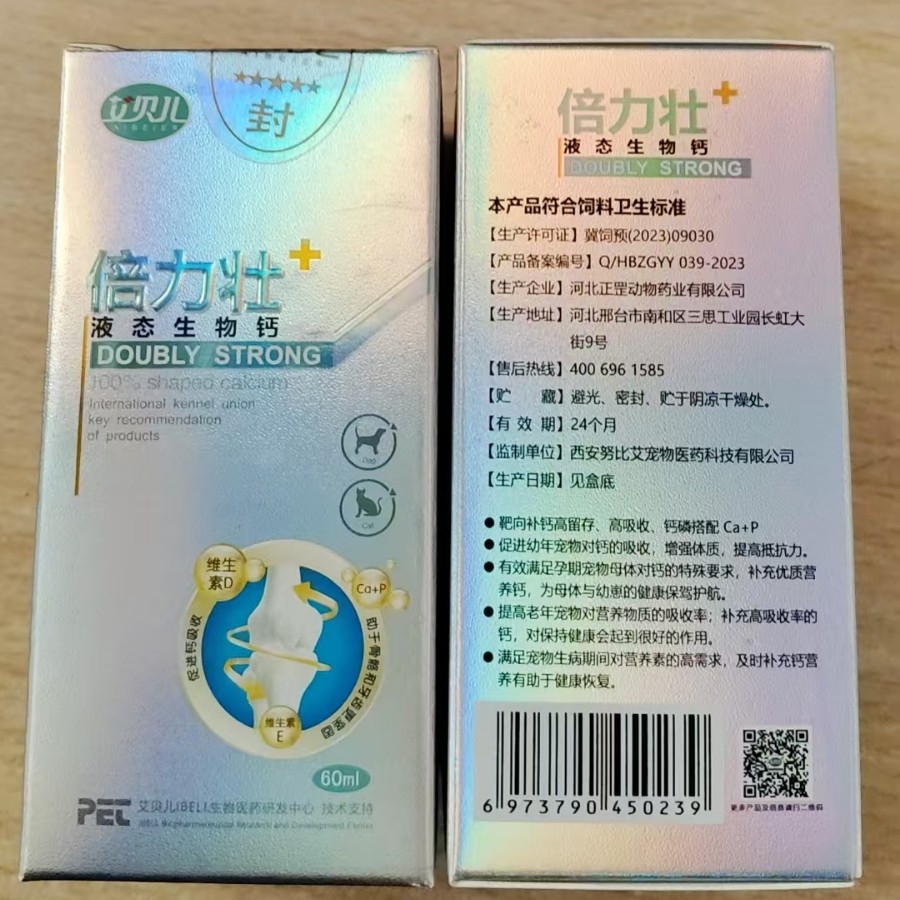 艾贝儿
AIBEIER
封
倍力壮+
液态生物钙
DOUBLY STRONG
100% shaped calcium
International kennel union
key recommendation
of products
Dog
Cat
维生
素D
Ca+P
促进钙吸收
助于骨骼和牙齿更坚固
维生素
E
60ml
PET 艾贝儿IBELI生物医药研发中心 技术支持
倍力壮+
液态生物钙
DOUBLY STRONG
本产品符合饲料卫生标准
【生产许可证】冀饲预(2023)09030
【产品备案编号】Q/HBZGYY 039-2023
【生产企业】河北正罡动物药业有限公司
【生产地址】河北邢台市南和区三思工业园长虹大
街9号
【售后热线】400 696 1585
【贮 藏】避光、密封、贮于阴凉干燥处。
【有 效 期】24个月
【监制单位】西安努比艾宠物医药科技有限公司
【生产日期】见盒底
●靶向补钙高留存、高吸收、钙磷搭配 Ca+P
●促进幼年宠物对钙的吸收，增强体质，提高抵抗力。
●有效满足孕期宠物母体对钙的特殊要求，补充优质营
养钙，为母体与幼崽的健康保驾护航。
●提高老年宠物对营养物质的吸收率；补充高吸收率的
钙，对保持健康会起到很好的作用。
●满足宠物生病期间对营养素的高需求，及时补充钙营
养有助于健康恢复。
6 973790 450239
更多产品及信息请扫二维码